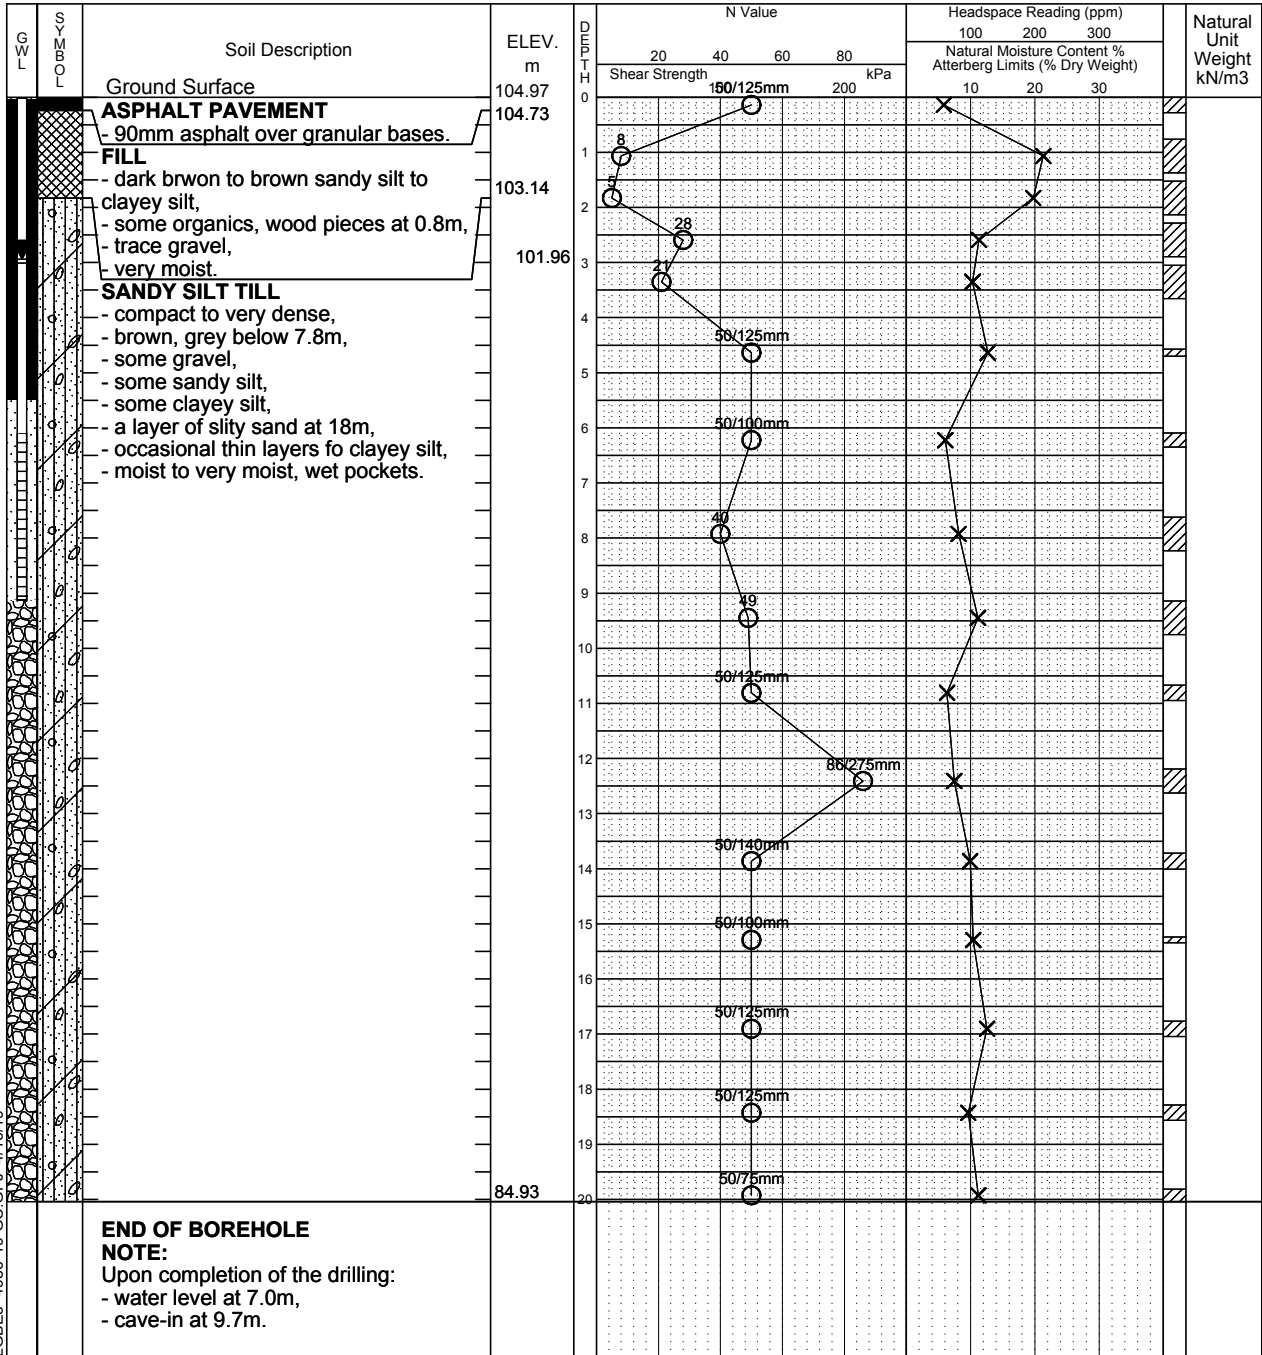 GWL
SYMBOL
Soil Description
Ground Surface
ELEV.
m
104.97
DEPTH
N Value
20 40 60 80
Shear Strength kPa
100 200
Headspace Reading (ppm)
100 200 300
Natural Moisture Content %
Atterberg Limits (% Dry Weight)
10 20 30
Natural
Unit
Weight
kN/m3
ASPHALT PAVEMENT
104.73
- 90mm asphalt over granular bases.
FILL
- dark brwon to brown sandy silt to
clayey silt,
103.14
- some organics, wood pieces at 0.8m,
- trace gravel,
- very moist.
101.96
SANDY SILT TILL
- compact to very dense,
- brown, grey below 7.8m,
- some gravel,
- some sandy silt,
- some clayey silt,
- a layer of slity sand at 18m,
- occasional thin layers fo clayey silt,
- moist to very moist, wet pockets.
84.93
0
1
2
3
4
5
6
7
8
9
10
11
12
13
14
15
16
17
18
19
20
50/125mm
8
5
28
21
50/125mm
50/100mm
40
49
50/125mm
86/275mm
50/140mm
50/100mm
50/125mm
50/125mm
50/75mm
END OF BOREHOLE
NOTE:
Upon completion of the drilling:
- water level at 7.0m,
- cave-in at 9.7m.